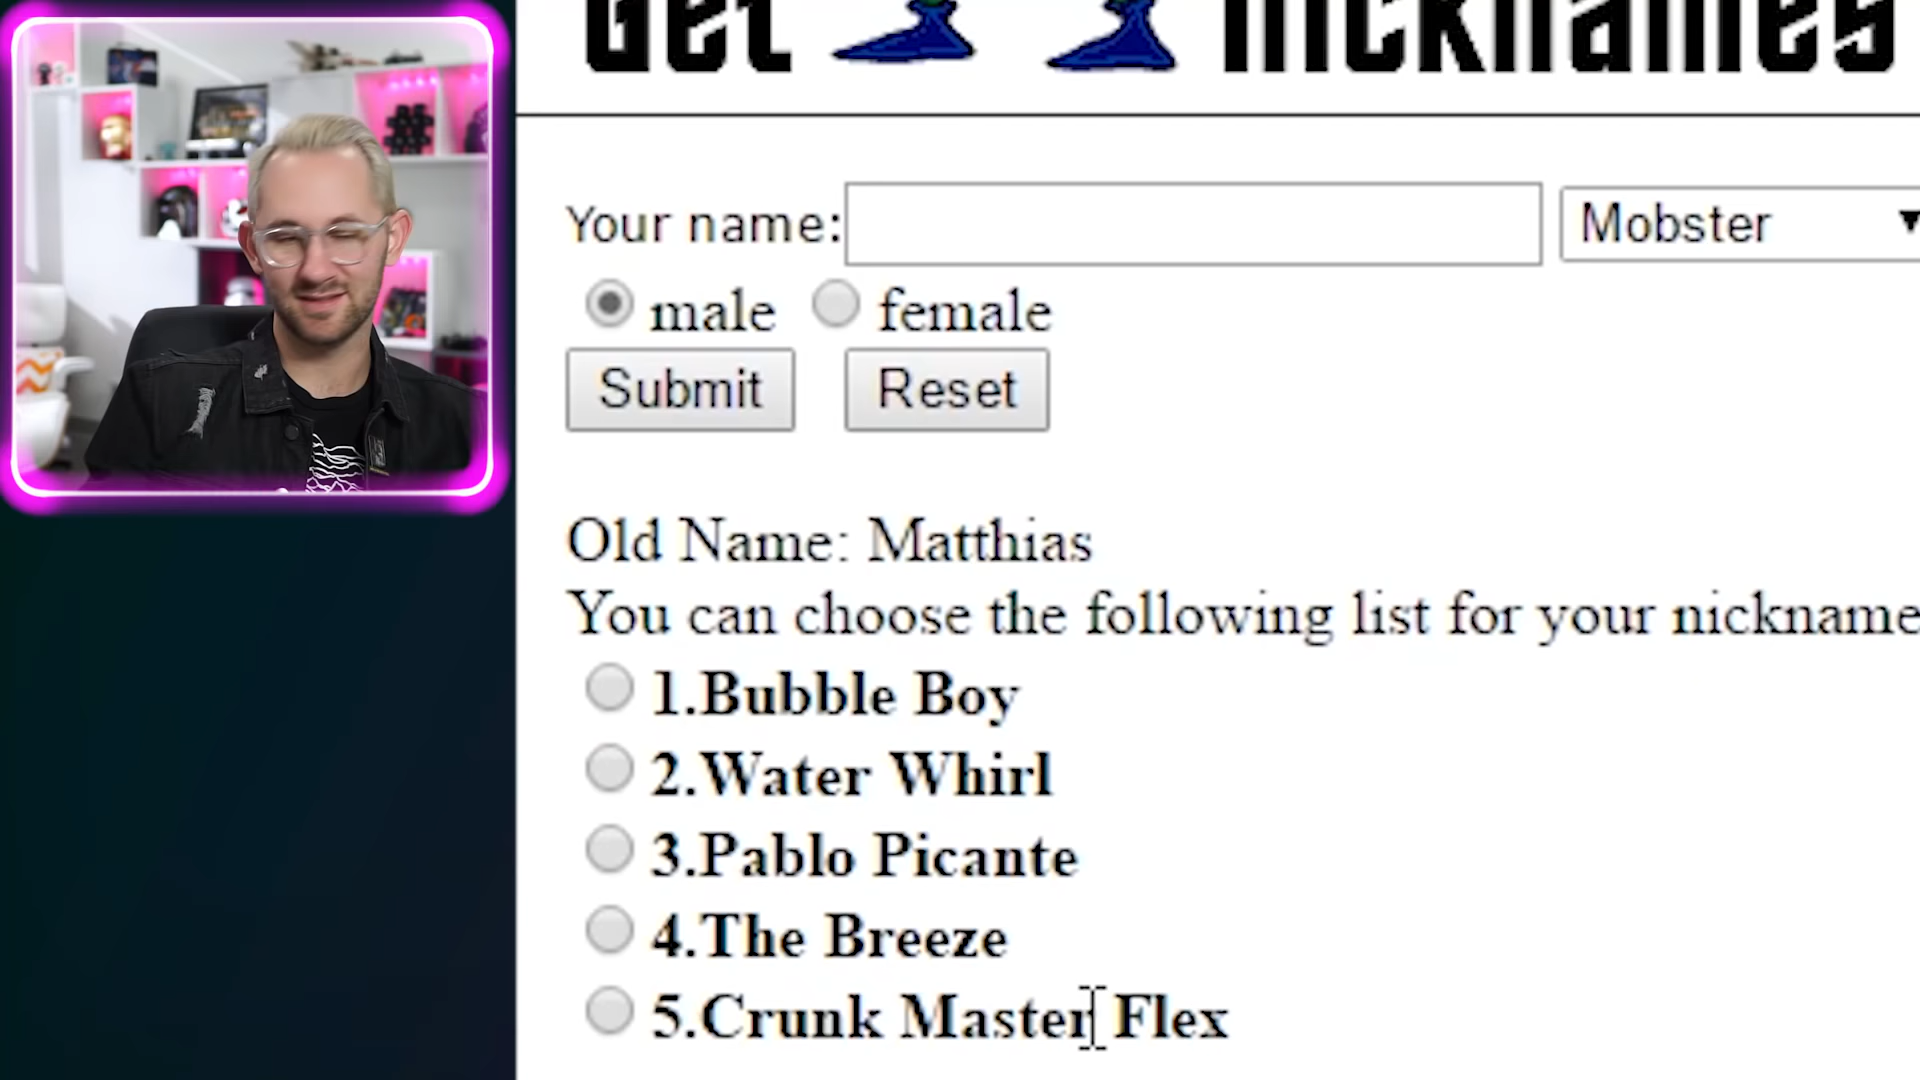 Get nicknames
Your name: Mobster
male female
Submit Reset
Old Name: Matthias
You can choose the following list for your nickname
1.Bubble Boy
2.Water Whirl
3.Pablo Picante
4.The Breeze
5.Crunk Master Flex